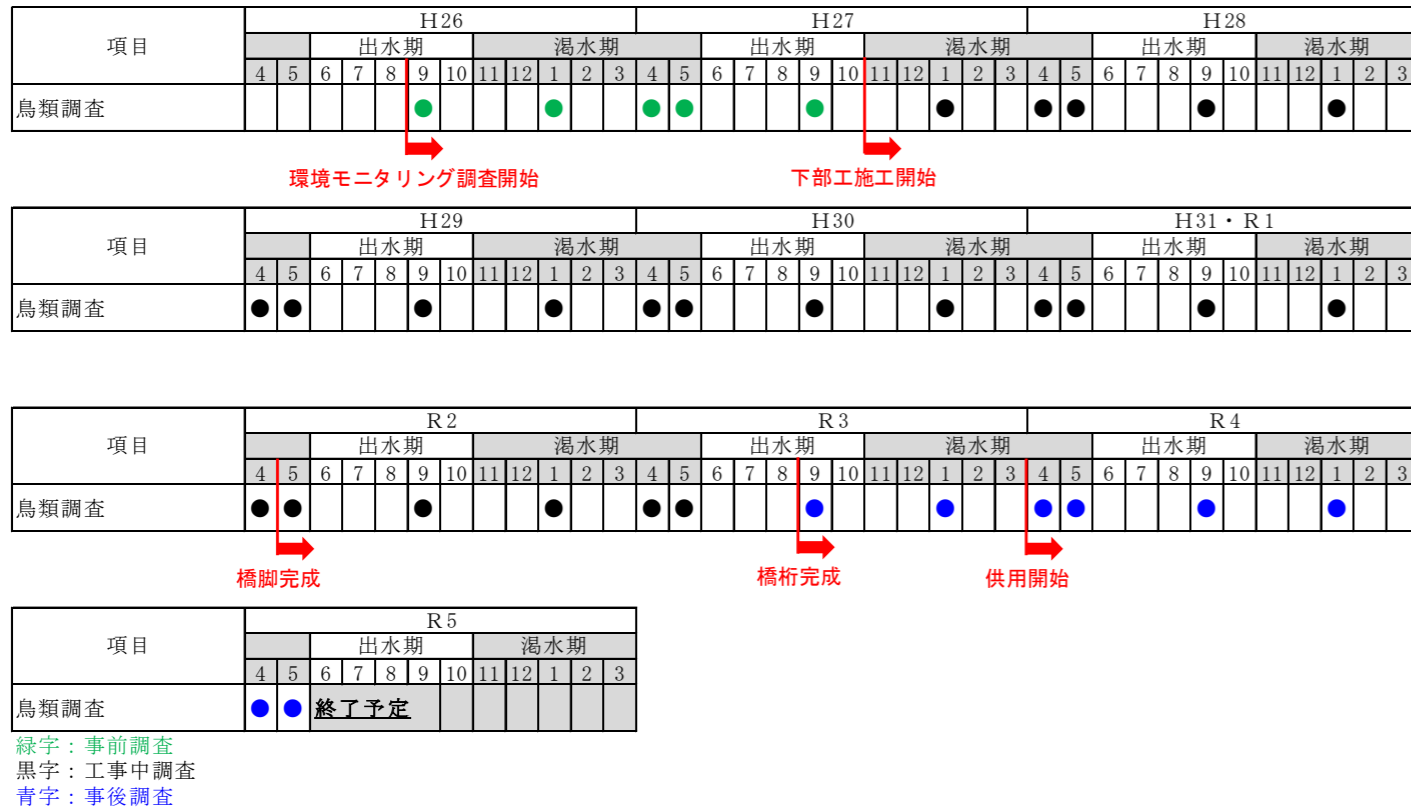 項目 H26 H27 H28
出水期 渇水期 出水期 渇水期 出水期 渇水期
4 5 6 7 8 9 10 11 12 1 2 3 4 5 6 7 8 9 10 11 12 1 2 3 4 5 6 7 8 9 10 11 12 1 2 3
鳥類調査 ● ● ● ● ● ● ● ● ● ●
環境モニタリング調査開始 下部工施工開始
項目 H29 H30 H31・R1
出水期 渇水期 出水期 渇水期 出水期 渇水期
4 5 6 7 8 9 10 11 12 1 2 3 4 5 6 7 8 9 10 11 12 1 2 3 4 5 6 7 8 9 10 11 12 1 2 3
鳥類調査 ● ● ● ● ● ● ● ● ● ● ● ●
項目 R2 R3 R4
出水期 渇水期 出水期 渇水期 出水期 渇水期
4 5 6 7 8 9 10 11 12 1 2 3 4 5 6 7 8 9 10 11 12 1 2 3 4 5 6 7 8 9 10 11 12 1 2 3
鳥類調査 ● ● ● ● ● ● ● ● ● ● ● ●
橋脚完成 橋桁完成 供用開始
項目 R5
出水期 渇水期
4 5 6 7 8 9 10 11 12 1 2 3
鳥類調査 ● ● 終了予定
緑字：事前調査
黒字：工事中調査
青字：事後調査